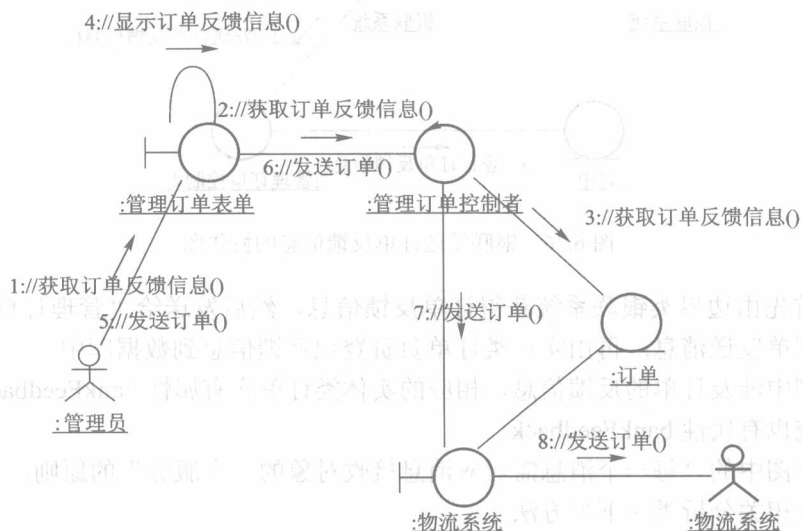 4://显示订单反馈信息()
2://获取订单反馈信息()
6://发送订单()
:管理订单表单
:管理订单控制者
3://获取订单反馈信息()
1://获取订单反馈信息()
5://发送订单()
7://发送订单()
:订单
:管理员
8://发送订单()
:物流系统
:物流系统